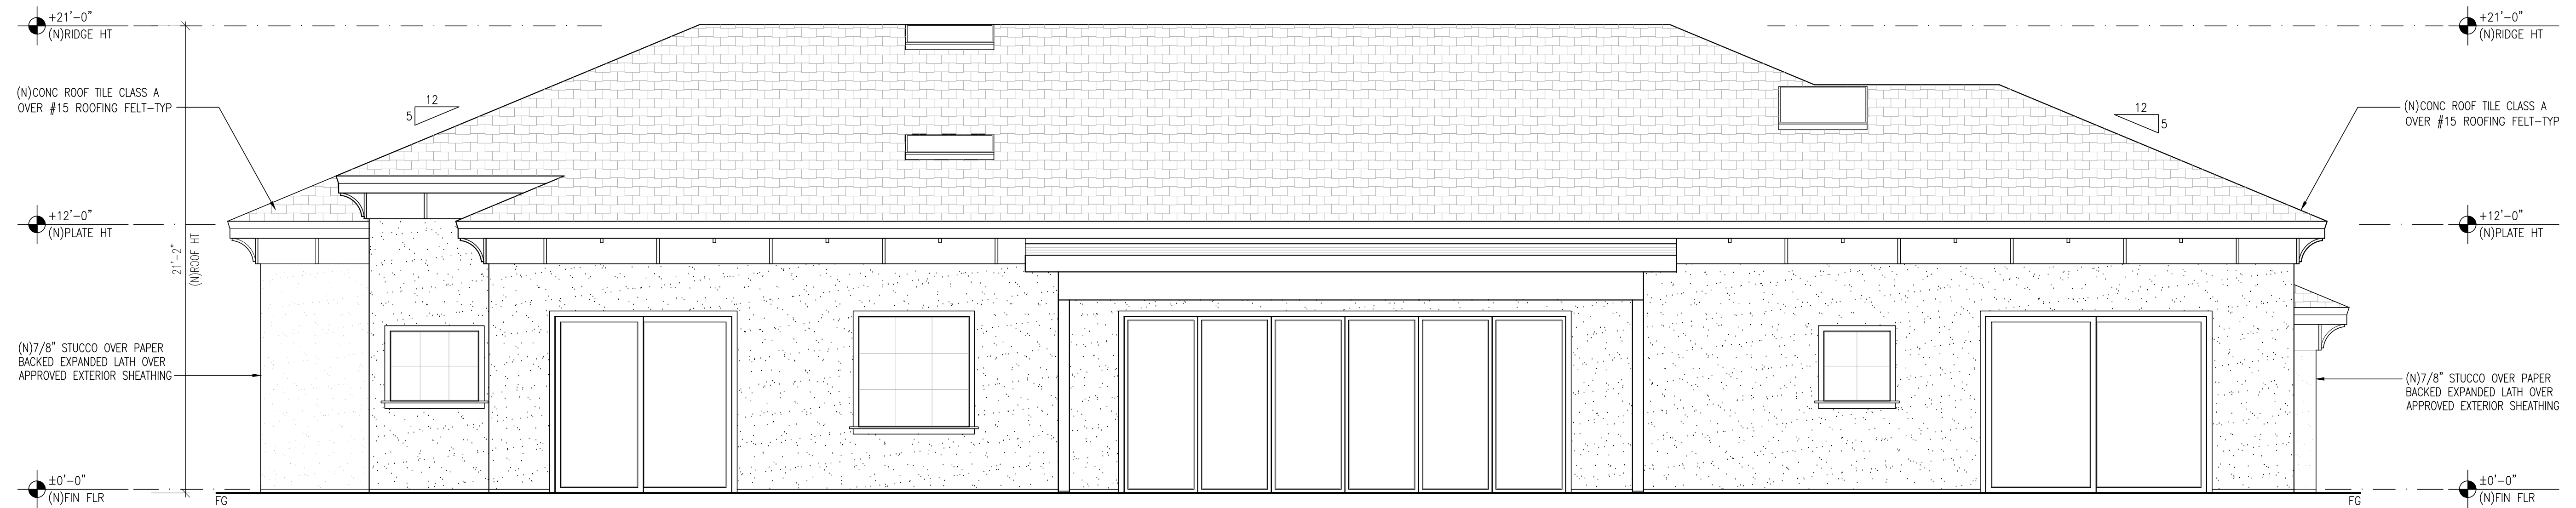 +21'-0"
(N)RIDGE HT
(N)CONC ROOF TILE CLASS A
OVER #15 ROOFING FELT-TYP
12
5
+12'-0"
(N)PLATE HT
21'-2"
(N)ROOF HT
(N)7/8" STUCCO OVER PAPER
BACKED EXPANDED LATH OVER
APPROVED EXTERIOR SHEATHING
±0'-0"
(N)FIN FLR
FG
+21'-0"
(N)RIDGE HT
12
5
(N)CONC ROOF TILE CLASS A
OVER #15 ROOFING FELT-TYP
+12'-0"
(N)PLATE HT
(N)7/8" STUCCO OVER PAPER
BACKED EXPANDED LATH OVER
APPROVED EXTERIOR SHEATHING
±0'-0"
(N)FIN FLR
FG